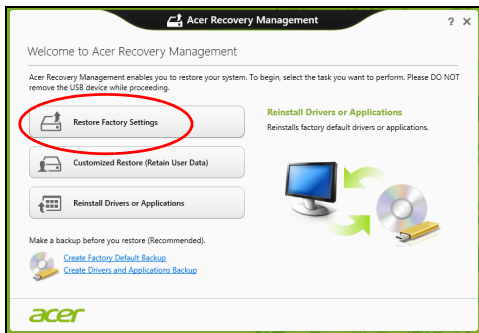 Acer Recovery Management
? X
Welcome to Acer Recovery Management
Acer Recovery Management enables you to restore your system. To begin, select the task you want to perform. Please DO NOT
remove the USB device while proceeding.
Restore Factory Settings
Customized Restore (Retain User Data)
Reinstall Drivers or Applications
Reinstall Drivers or Applications
Reinstalls factory default drivers or applications.
Make a backup before you restore (Recommended).
Create Factory Default Backup
Create Drivers and Applications Backup
acer